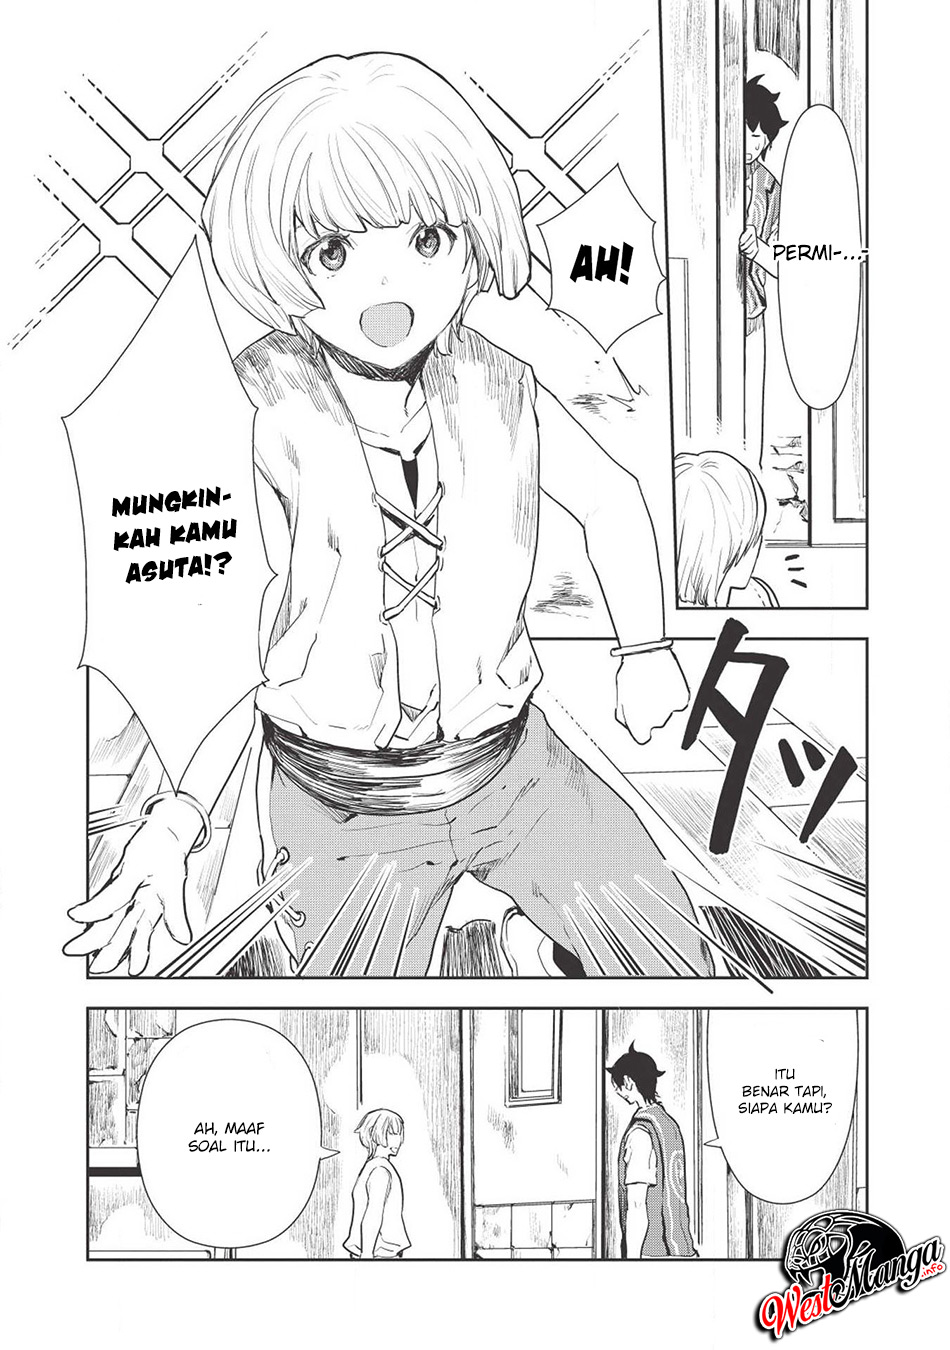 PERMI-...-
AH!
MUNGKIN-
KAH KAMU
ASUTA!?
タッ
ITU
BENAR TAPI,
SIAPA KAMU?
AH, MAAF
SOAL ITU...
WestManga
.info